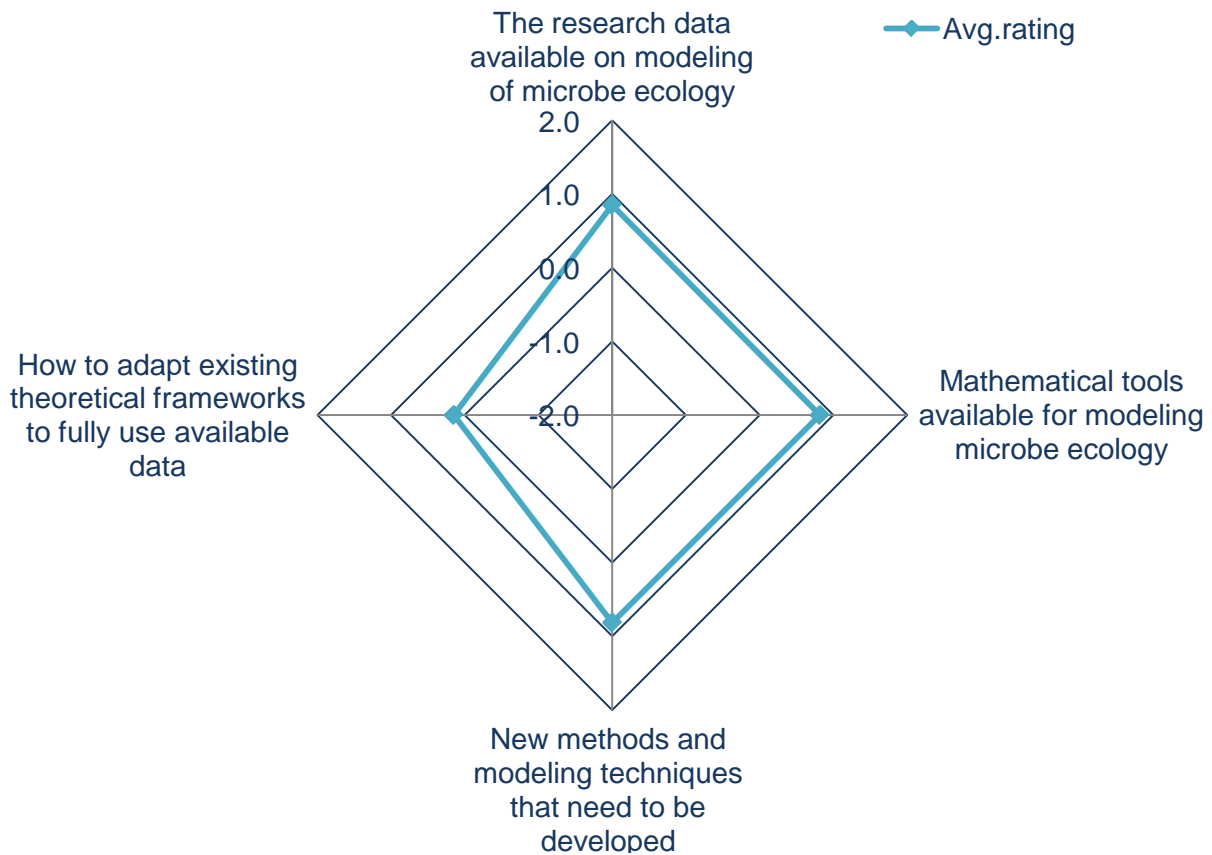 The research data
available on modeling
of microbe ecology
Avg.rating
2.0
1.0
0.0
-1.0
-2.0
How to adapt existing
theoretical frameworks
to fully use available
data
Mathematical tools
available for modeling
microbe ecology
New methods and
modeling techniques
that need to be
developed